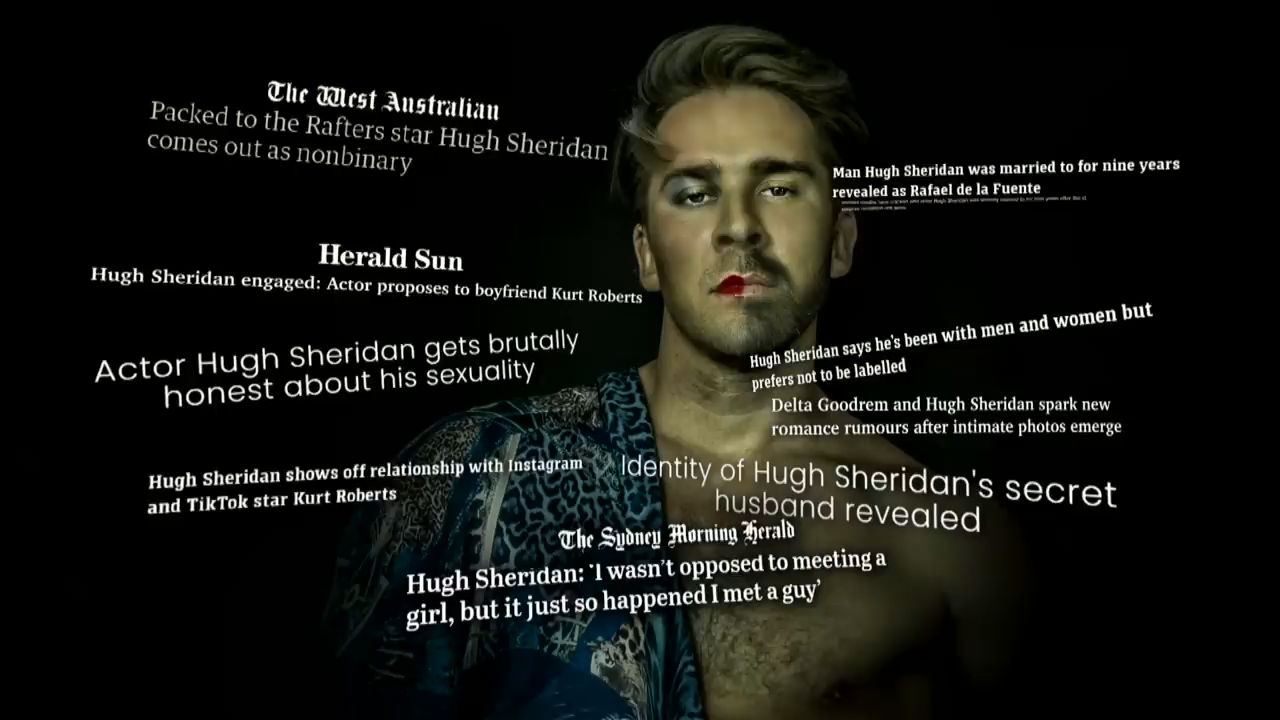 The West Australian
Packed to the Rafters star Hugh Sheridan
comes out as nonbinary
Man Hugh Sheridan was married to for nine years
revealed as Rafael de la Fuente
Herald Sun
Hugh Sheridan engaged: Actor proposes to boyfriend Kurt Roberts
Actor Hugh Sheridan gets brutally
honest about his sexuality
Hugh Sheridan says he's been with men and women but
prefers not to be labelled
Delta Goodrem and Hugh Sheridan spark new
romance rumours after intimate photos emerge
Hugh Sheridan shows off relationship with Instagram
and TikTok star Kurt Roberts
Identity of Hugh Sheridan's secret
husband revealed
The Sydney Morning Herald
Hugh Sheridan: 'I wasn't opposed to meeting a
girl, but it just so happened I met a guy'